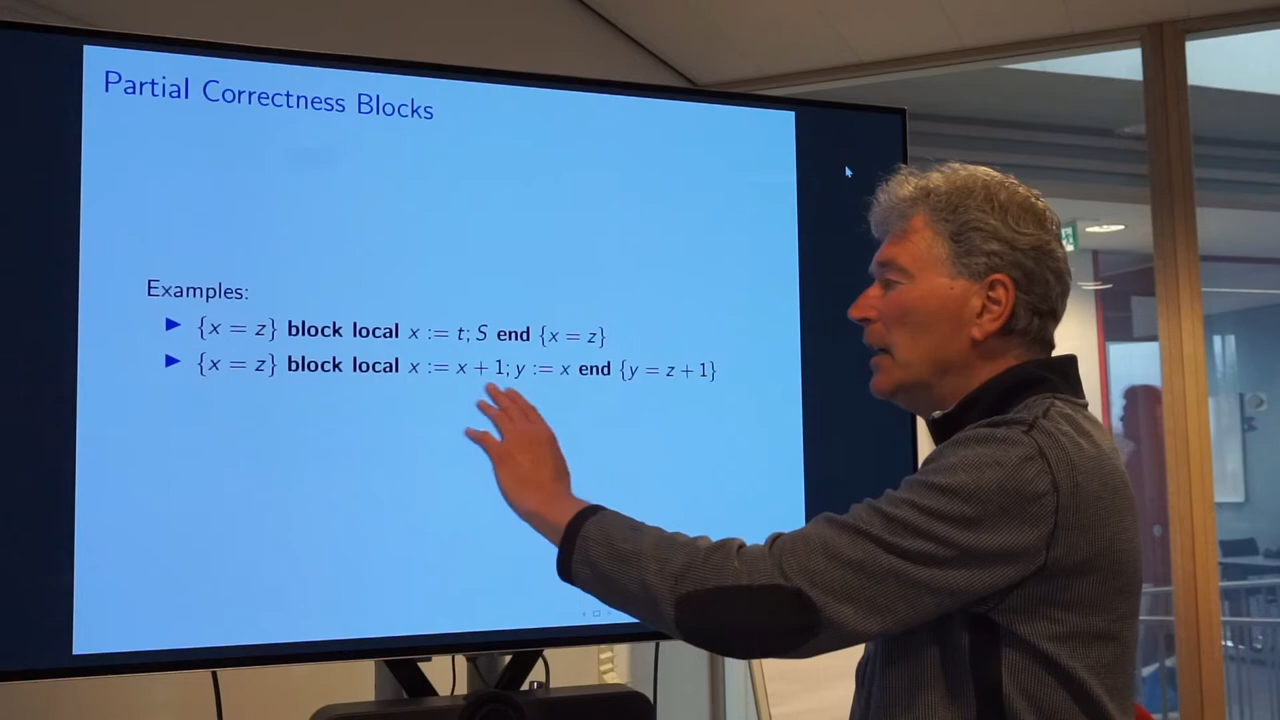 Partial Correctness Blocks
Examples:
▶ {x = z} block local x := t; S end {x = z}
▶ {x = z} block local x := x + 1; y := x end {y = z + 1}